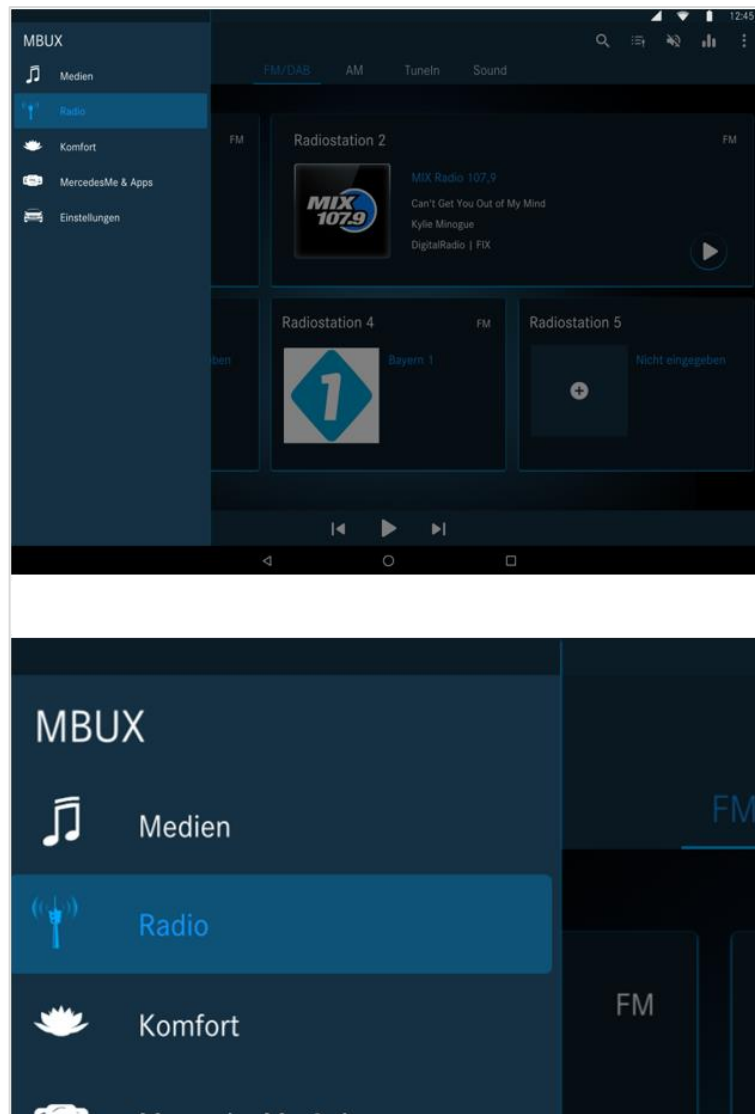 12:45
MBUX
Medien
Radio
Komfort
MercedesMe & Apps
Einstellungen
FM/DAB AM TuneIn Sound
FM
Radiostation 2 FM
MIX Radio 107,9
Can't Get You Out of My Mind
Kylie Minogue
DigitalRadio | FIX
MIX
107.9
Radiostation 4 FM
Bayern 1
1
Radiostation 5
Nicht eingegeben
MBUX
Medien
Radio
Komfort
FM